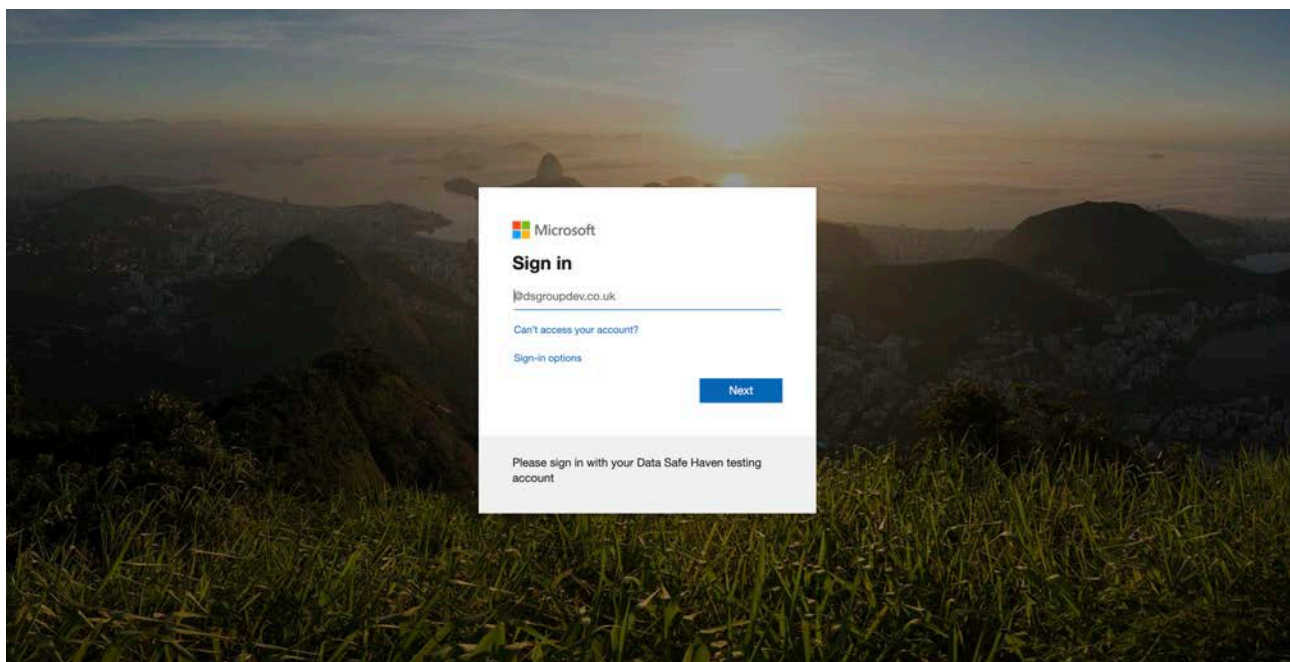 Microsoft
Sign in
@dsgroupdev.co.uk
Can't access your account?
Sign-in options
Next
Please sign in with your Data Safe Haven testing
account